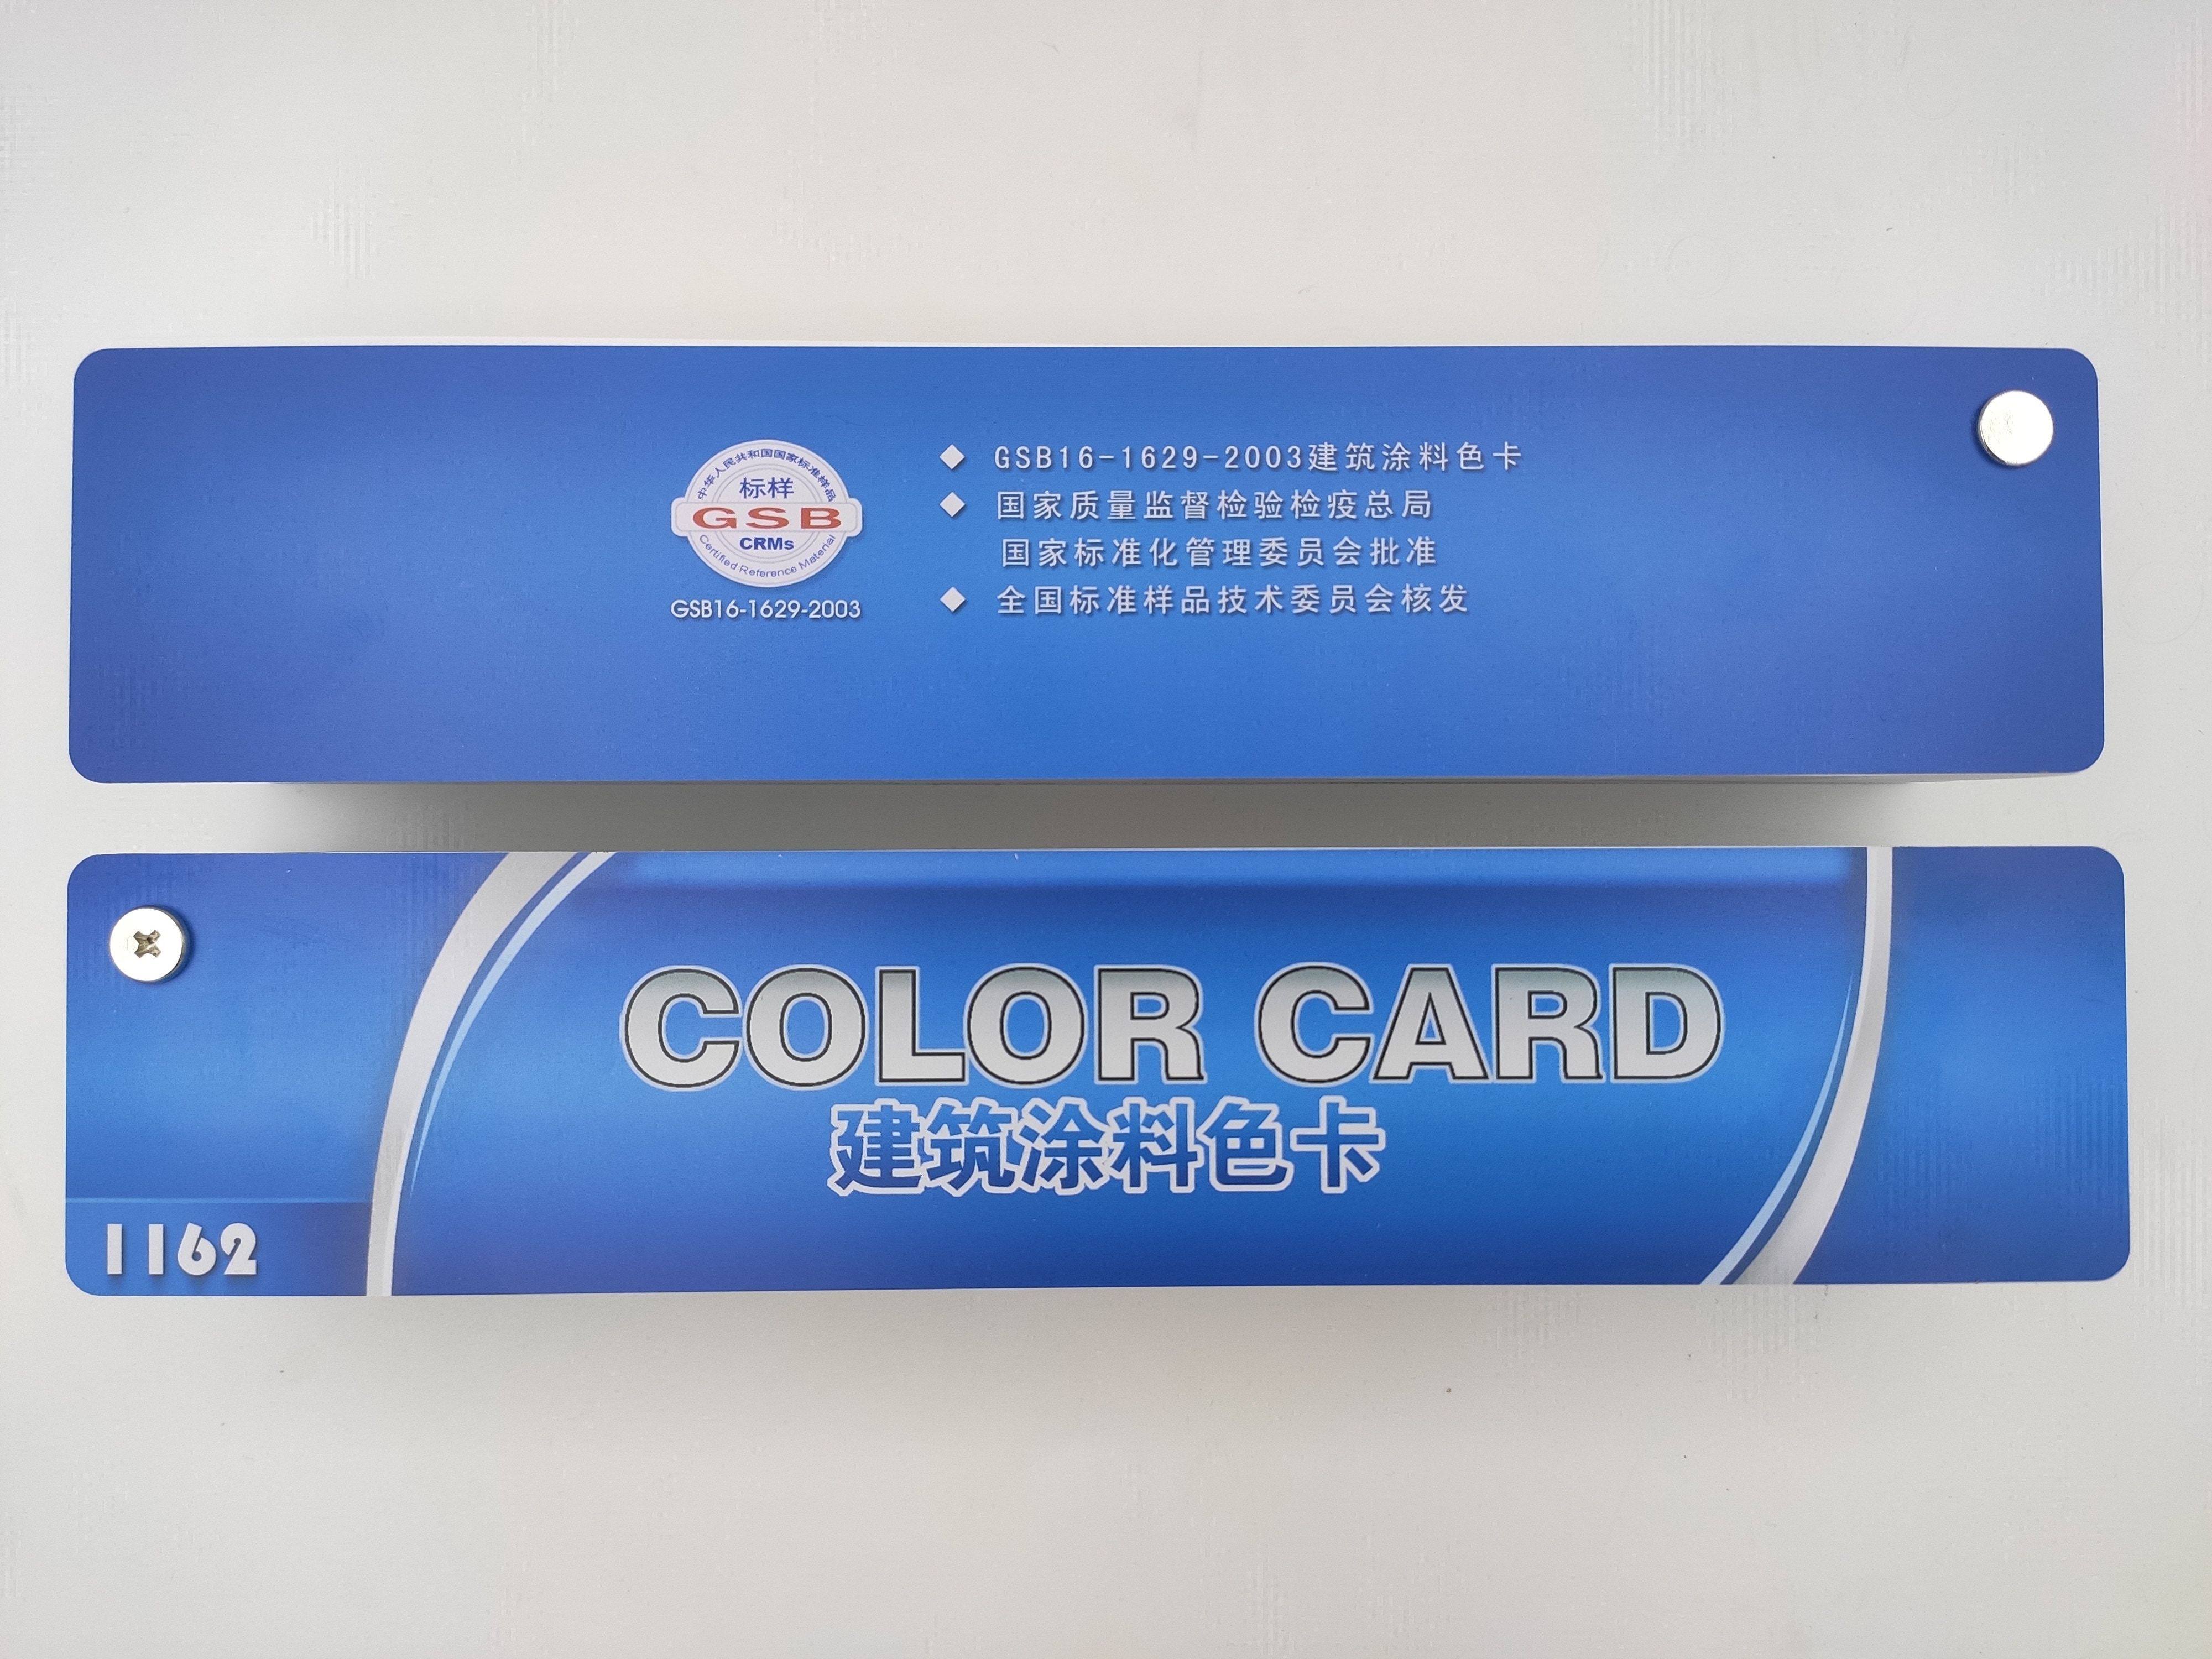 中华人民共和国国家标准样品
标样
GSB
CRMs
Certified Reference Material
GSB16-1629-2003
◆ GSB16-1629-2003建筑涂料色卡
◆ 国家质量监督检验检疫总局
国家标准化管理委员会批准
◆ 全国标准样品技术委员会核发
COLOR CARD
建筑涂料色卡
1162